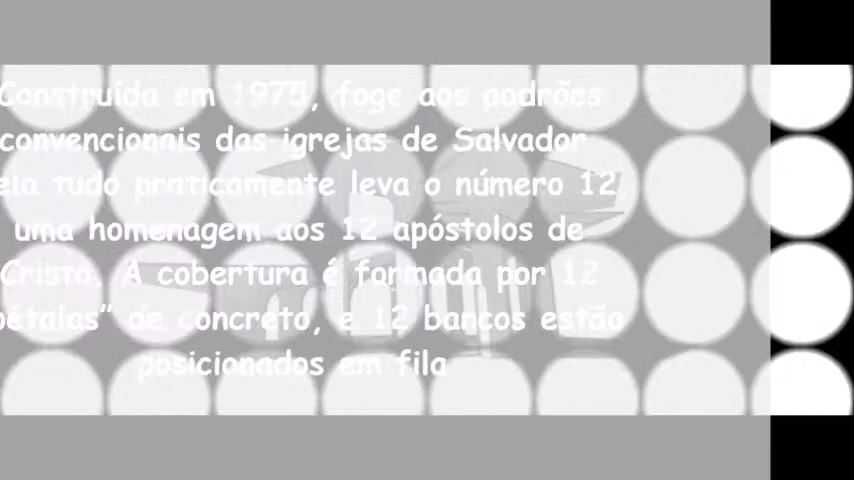 Construída em 1975, foge aos padrões
convencionais das igrejas de Salvador
tudo praticamente leva o número 12,
uma homenagem aos 12 apóstolos de
Cristo. A cobertura é formada por 12
pétalas” de concreto, e 12 bancos estão
posicionados em fila